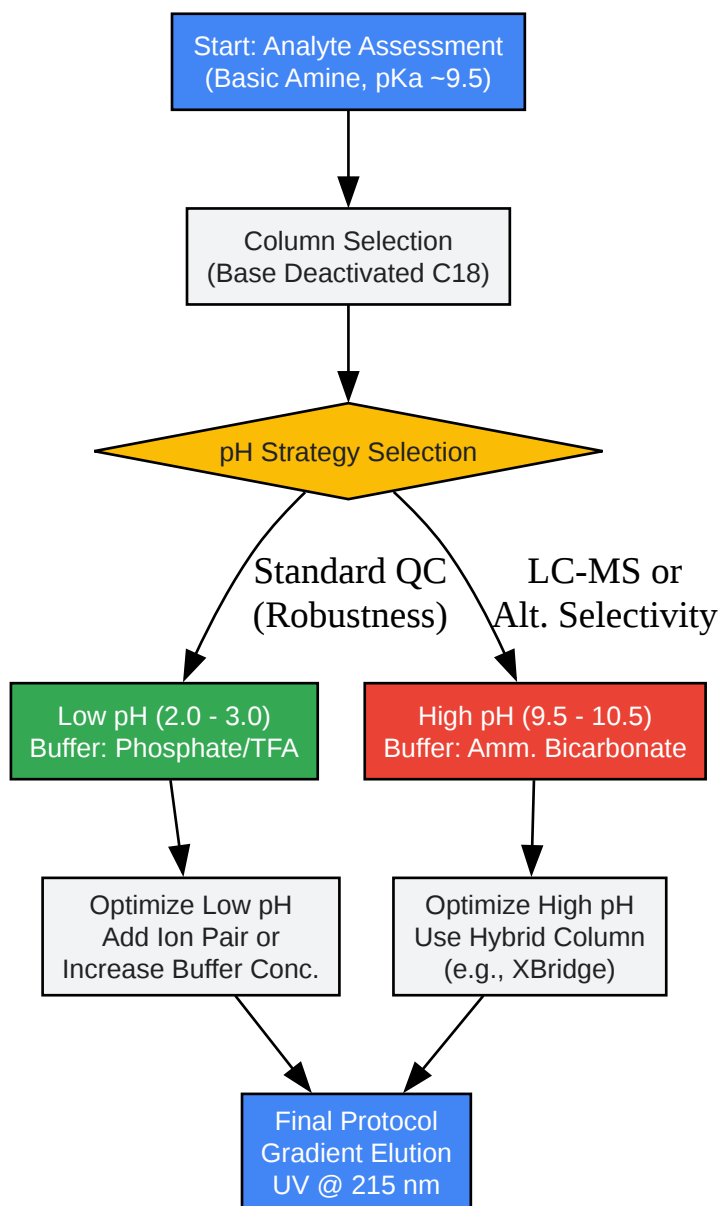 Start: Analyte Assessment
(Basic Amine, pKa ~9.5)
Column Selection
(Base Deactivated C18)
pH Strategy Selection
Standard QC
(Robustness)
LC-MS or
Alt. Selectivity
Low pH (2.0 - 3.0)
Buffer: Phosphate/TFA
High pH (9.5 - 10.5)
Buffer: Amm. Bicarbonate
Optimize Low pH
Add Ion Pair or
Increase Buffer Conc.
Optimize High pH
Use Hybrid Column
(e.g., XBridge)
Final Protocol
Gradient Elution
UV @ 215 nm